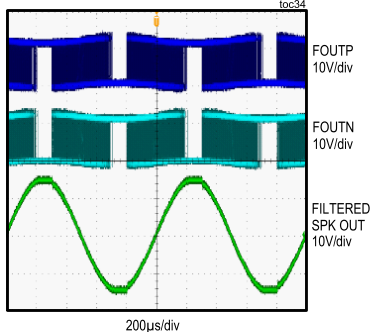 toc34
FOUTP
10V/div
FOUTN
10V/div
FILTERED
SPK OUT
10V/div
200µs/div